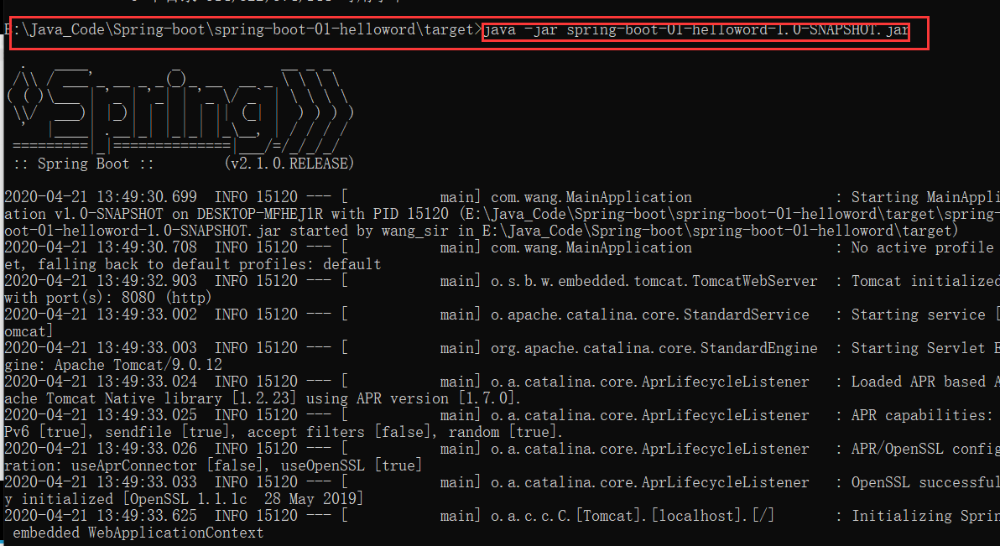 E:\Java_Code\Spring-boot\spring-boot-01-helloword\target>java -jar spring-boot-01-helloword-1.0-SNAPSHOT.jar
:: Spring Boot ::        (v2.1.0.RELEASE)
2020-04-21 13:49:30.699  INFO 15120 --- [           main] com.wang.MainApplication                 : Starting MainAppli
ation v1.0-SNAPSHOT on DESKTOP-MFHEJ1R with PID 15120 (E:\Java_Code\Spring-boot\spring-boot-01-helloword\target\spring-
oot-01-helloword-1.0-SNAPSHOT.jar started by wang_sir in E:\Java_Code\Spring-boot\spring-boot-01-helloword\target)
2020-04-21 13:49:30.708  INFO 15120 --- [           main] com.wang.MainApplication                 : No active profile
et, falling back to default profiles: default
2020-04-21 13:49:32.903  INFO 15120 --- [           main] o.s.b.w.embedded.tomcat.TomcatWebServer  : Tomcat initialized
with port(s): 8080 (http)
2020-04-21 13:49:33.002  INFO 15120 --- [           main] o.apache.catalina.core.StandardService   : Starting service [
omcat]
2020-04-21 13:49:33.003  INFO 15120 --- [           main] org.apache.catalina.core.StandardEngine  : Starting Servlet E
gine: Apache Tomcat/9.0.12
2020-04-21 13:49:33.024  INFO 15120 --- [           main] o.a.catalina.core.AprLifecycleListener   : Loaded APR based A
ache Tomcat Native library [1.2.23] using APR version [1.7.0].
2020-04-21 13:49:33.025  INFO 15120 --- [           main] o.a.catalina.core.AprLifecycleListener   : APR capabilities:
Pv6 [true], sendfile [true], accept filters [false], random [true].
2020-04-21 13:49:33.026  INFO 15120 --- [           main] o.a.catalina.core.AprLifecycleListener   : APR/OpenSSL config
ration: useAprConnector [false], useOpenSSL [true]
2020-04-21 13:49:33.033  INFO 15120 --- [           main] o.a.catalina.core.AprLifecycleListener   : OpenSSL successful
y initialized [OpenSSL 1.1.1c  28 May 2019]
2020-04-21 13:49:33.625  INFO 15120 --- [           main] o.a.c.c.C.[Tomcat].[localhost].[/]       : Initializing Sprin
embedded WebApplicationContext